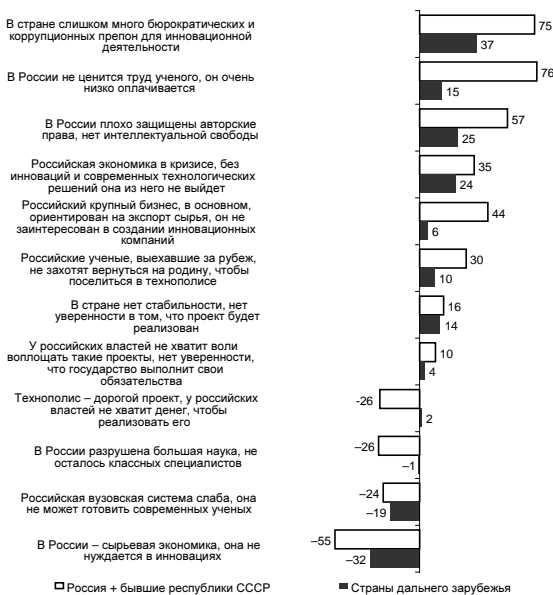 В стране слишком много бюрократических и
коррупционных препон для инновационной
деятельности
75
37
В России не ценится труд ученого, он очень
низко оплачивается
76
15
В России плохо защищены авторские
права, нет интеллектуальной свободы
57
25
Российская экономика в кризисе, без
инноваций и современных технологических
решений она из него не выйдет
35
24
Российский крупный бизнес, в основном,
ориентирован на экспорт сырья, он не
заинтересован в создании инновационных
компаний
44
6
Российские ученые, выехавшие за рубеж,
не захотят вернуться на родину, чтобы
поселиться в технополисе
30
10
В стране нет стабильности, нет
уверенности в том, что проект будет
реализован
16
14
У российских властей не хватит воли
воплощать такие проекты, нет уверенности,
что государство выполнит свои
обязательства
10
4
Технополис – дорогой проект, у российских
властей не хватит денег, чтобы
реализовать его
-26
2
В России разрушена большая наука, не
осталось классных специалистов
–26
–1
Российская вузовская система слаба, она
не может готовить современных ученых
–24
–19
В России – сырьевая экономика, она не
нуждается в инновациях
–55
–32
Россия + бывшие республики СССР
Страны дальнего зарубежья